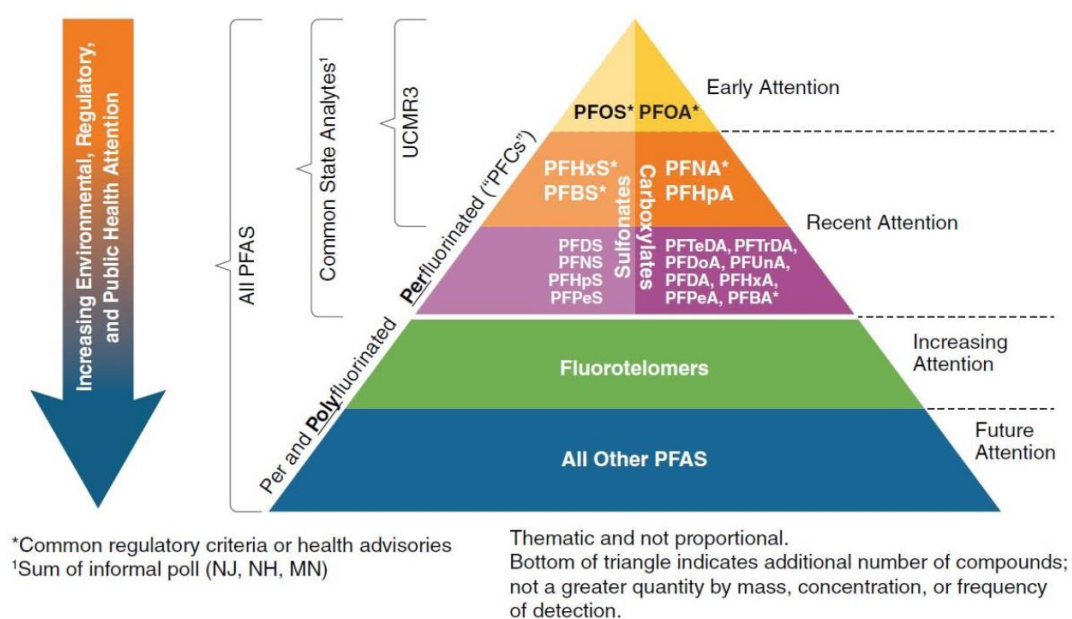 Increasing Environmental, Regulatory,
and Public Health Attention
All PFAS
Common State Analytes¹
UCMR3
Perfluorinated ("PFCs")
Per and Polyfluorinated
PFOS* PFOA*
Early Attention
PFHxS*
PFBS*
Sulfonates
Carboxylates
PFNA*
PFHpA
Recent Attention
PFDS
PFNS
PFHpS
PFPeS
PFTeDA, PFTrDA,
PFDoA, PFUnA,
PFDA, PFHxA,
PFPeA, PFBA*
Fluorotelomers
Increasing
Attention
All Other PFAS
Future
Attention
*Common regulatory criteria or health advisories
¹Sum of informal poll (NJ, NH, MN)
Thematic and not proportional.
Bottom of triangle indicates additional number of compounds;
not a greater quantity by mass, concentration, or frequency
of detection.